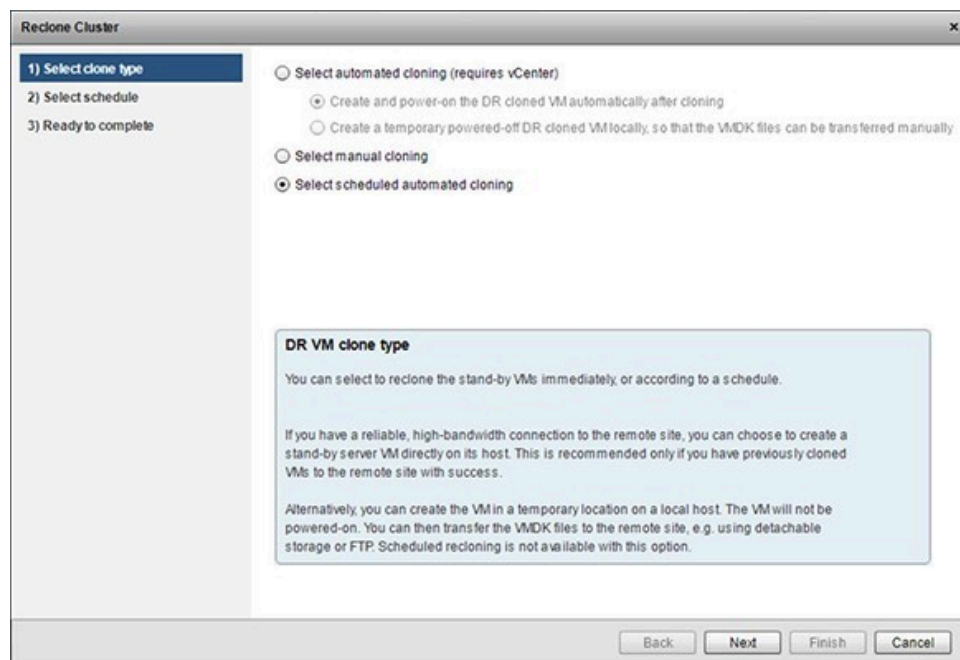 Reclone Cluster
x
1) Select clone type
2) Select schedule
3) Ready to complete
Select automated cloning (requires vCenter)
Create and power-on the DR cloned VM automatically after cloning
Create a temporary powered-off DR cloned VM locally, so that the VMDK files can be transferred manually
Select manual cloning
Select scheduled automated cloning
DR VM clone type
You can select to reclone the stand-by VMs immediately, or according to a schedule.
If you have a reliable, high-bandwidth connection to the remote site, you can choose to create a
stand-by server VM directly on its host. This is recommended only if you have previously cloned
VMs to the remote site with success.
Alternatively, you can create the VM in a temporary location on a local host. The VM will not be
powered-on. You can then transfer the VMDK files to the remote site, e.g. using detachable
storage or FTP. Scheduled recloning is not available with this option.
Back
Next
Finish
Cancel